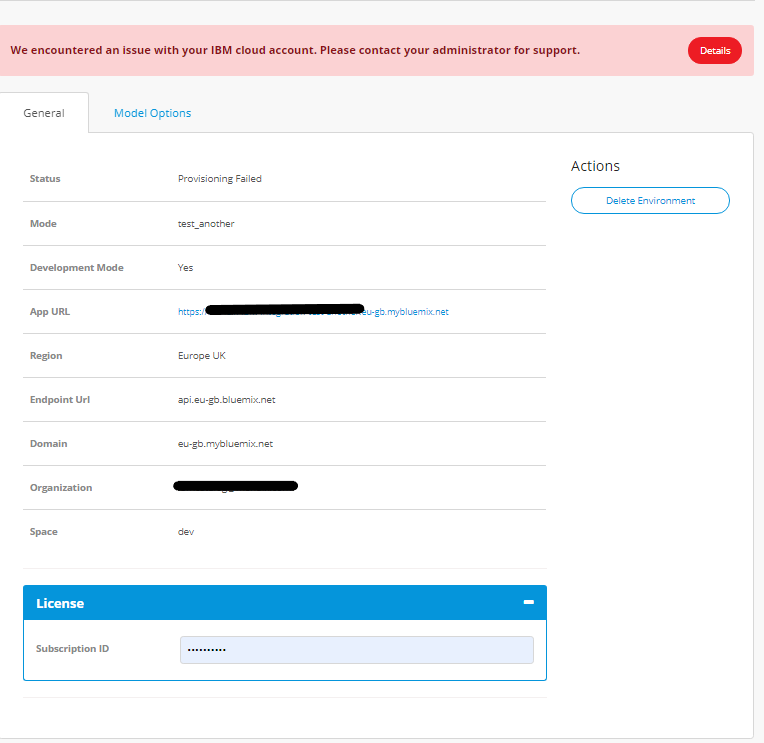 We encountered an issue with your IBM cloud account. Please contact your administrator for support.
Details
General
Model Options
Actions
Delete Environment
Status Provisioning Failed
Mode test_another
Development Mode Yes
App URL https:/ eu-gb.mybluemix.net
Region Europe UK
Endpoint Url api.eu-gb.bluemix.net
Domain eu-gb.mybluemix.net
Organization
Space dev
License
Subscription ID ••••••••••